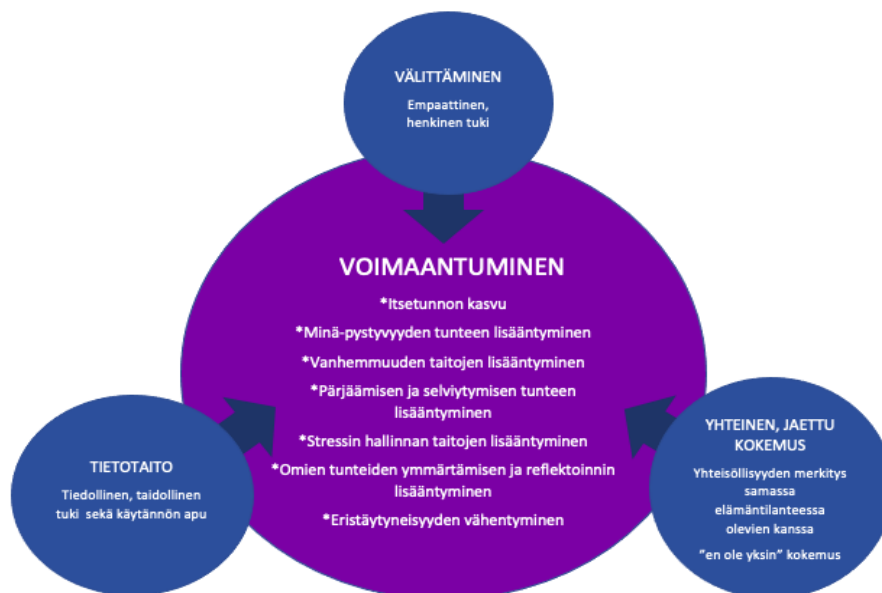 VÄLITTÄMINEN
Empaattinen,
henkinen tuki
VOIMAANTUMINEN
*Itsetunnon kasvu
*Minä-pystyvyyden tunteen lisääntyminen
*Vanhemmuuden taitojen lisääntyminen
*Pärjäämisen ja selviytymisen tunteen
lisääntyminen
*Stressin hallinnan taitojen lisääntyminen
*Omien tunteiden ymmärtämisen ja reflektoinnin
lisääntyminen
*Eristäytyneisyyden vähentyminen
TIETOTAITO
Tiedollinen, taidollinen
tuki sekä käytännön apu
YHTEINEN, JAETTU
KOKEMUS
Yhteisöllisyyden merkitys
samassa
elämäntilanteessa
olevien kanssa
”en ole yksin” kokemus